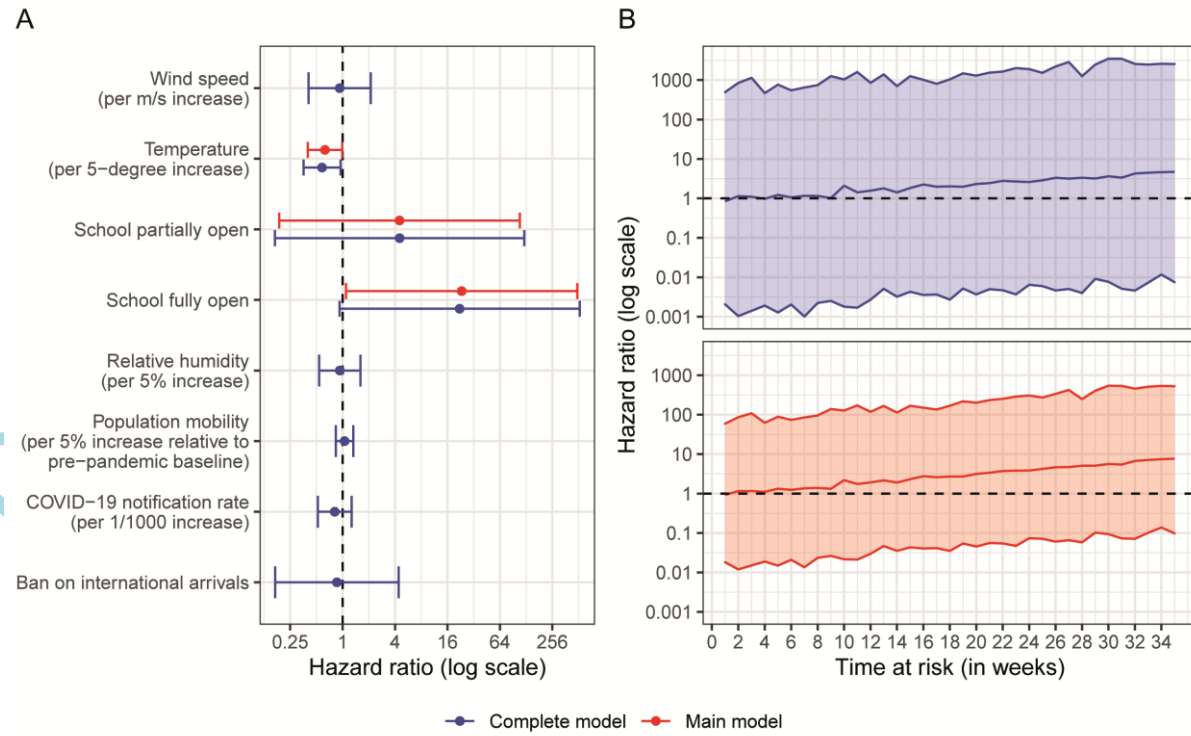 A
Wind speed
(per m/s increase)
Temperature
(per 5−degree increase)
School partially open
School fully open
Relative humidity
(per 5% increase)
Population mobility
(per 5% increase relative to
pre−pandemic baseline)
COVID−19 notification rate
(per 1/1000 increase)
Ban on international arrivals
0.25 1 4 16 64 256
Hazard ratio (log scale)
B
Hazard ratio (log scale)
1000
100
10
1
0.1
0.01
0.001
1000
100
10
1
0.1
0.01
0.001
0 2 4 6 8 10 12 14 16 18 20 22 24 26 28 30 32 34
Time at risk (in weeks)
Complete model Main model